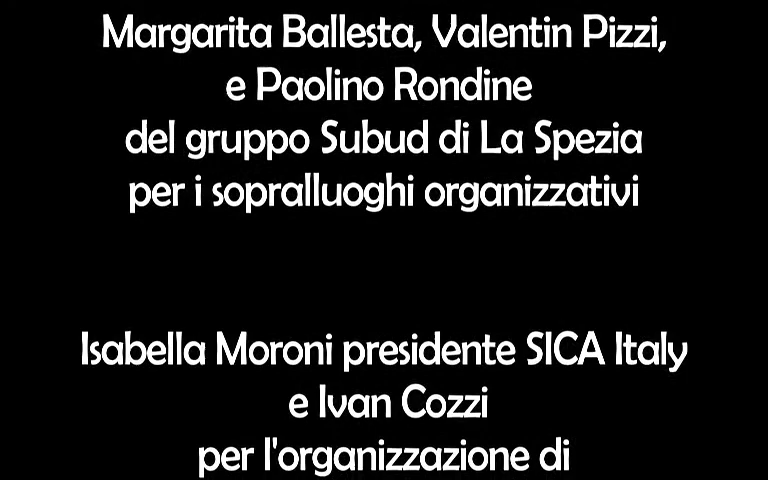 Margarita Ballesta, Valentin Pizzi,
e Paolino Rondine
del gruppo Subud di La Spezia
per i sopralluoghi organizzativi
Isabella Moroni presidente SICA Italy
e Ivan Cozzi
per l'organizzazione di